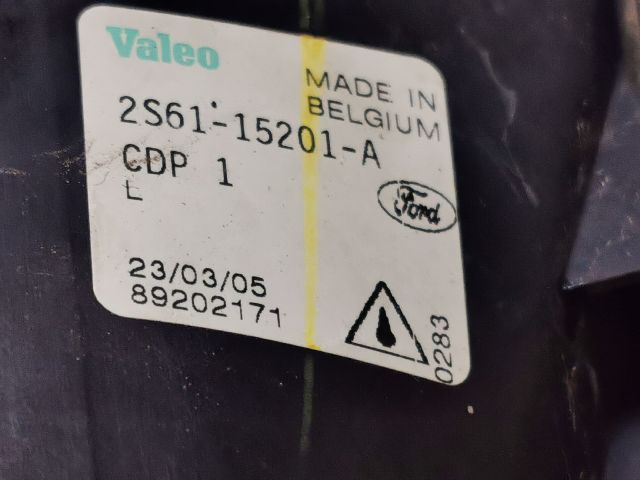 Valeo
MADE IN
BELGIUM
2S61-15201-A
CDP 1
L
Ford
23/03/05
89202171
0283